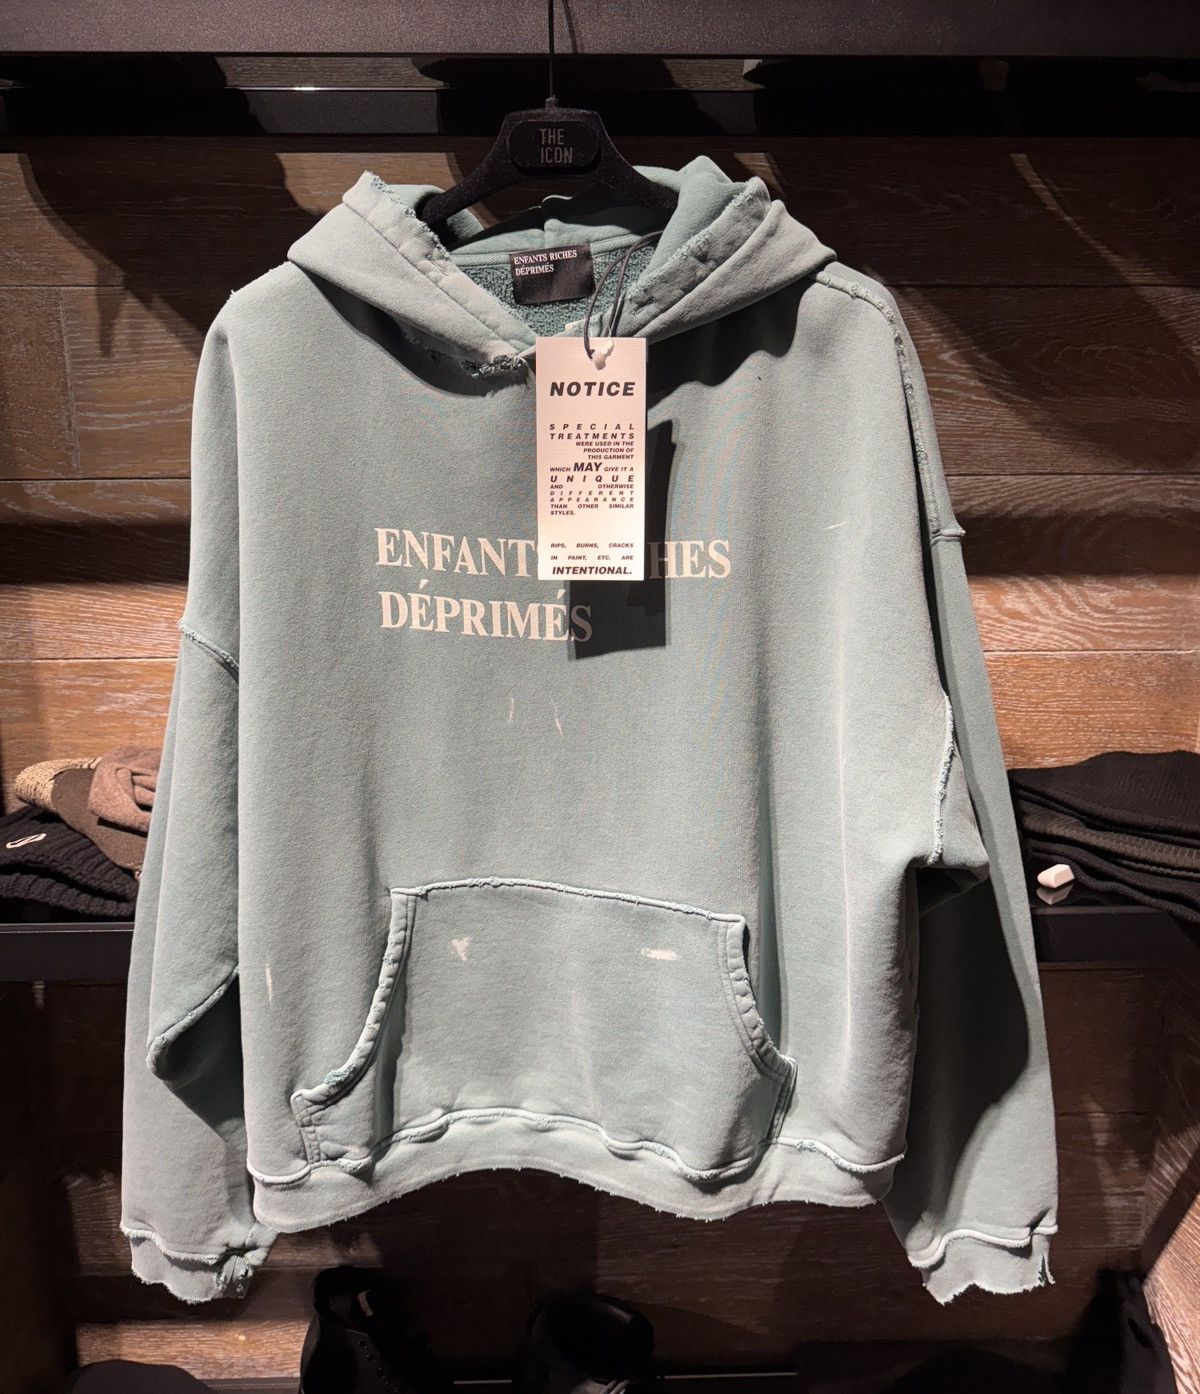 THE
ICON
ENFANTS RICHES
DÉPRIMÉS
NOTICE
SPECIAL
TREATMENTS
WERE USED IN THE
PRODUCTION OF
THIS GARMENT
WHICH MAY GIVE IT A
UNIQUE
AND OTHERWISE
DIFFERENT
APPEARANCE
THAN OTHER SIMILAR
STYLES.
RIPS, BURNS, CRACKS
IN PAINT, ETC. ARE
INTENTIONAL.
ENFANT CHES
DÉPRIMÉS